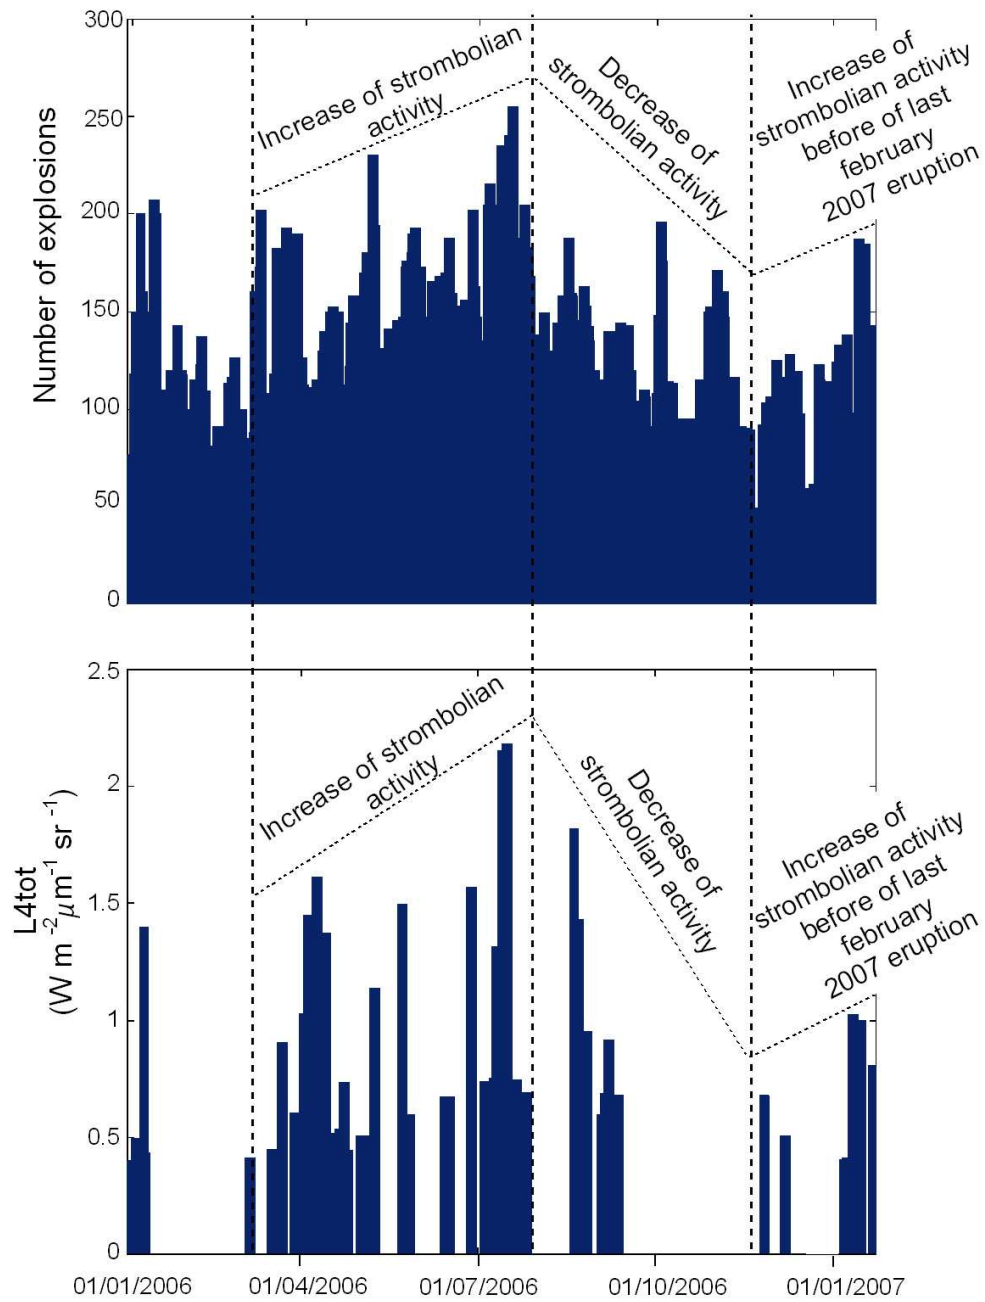 300
250
200
150
100
50
0
Number of explosions
Increase of strombolian
activity
Decrease of
strombolian activity
Increase of
strombolian activity
before of last
february
2007 eruption
2.5
2
1.5
1
0.5
0
L4tot
(W m⁻²μm⁻¹ sr⁻¹)
Increase of strombolian
activity
Decrease of
strombolian activity
Increase of
strombolian activity
before of last
february
2007 eruption
01/01/2006 01/04/2006 01/07/2006 01/10/2006 01/01/2007